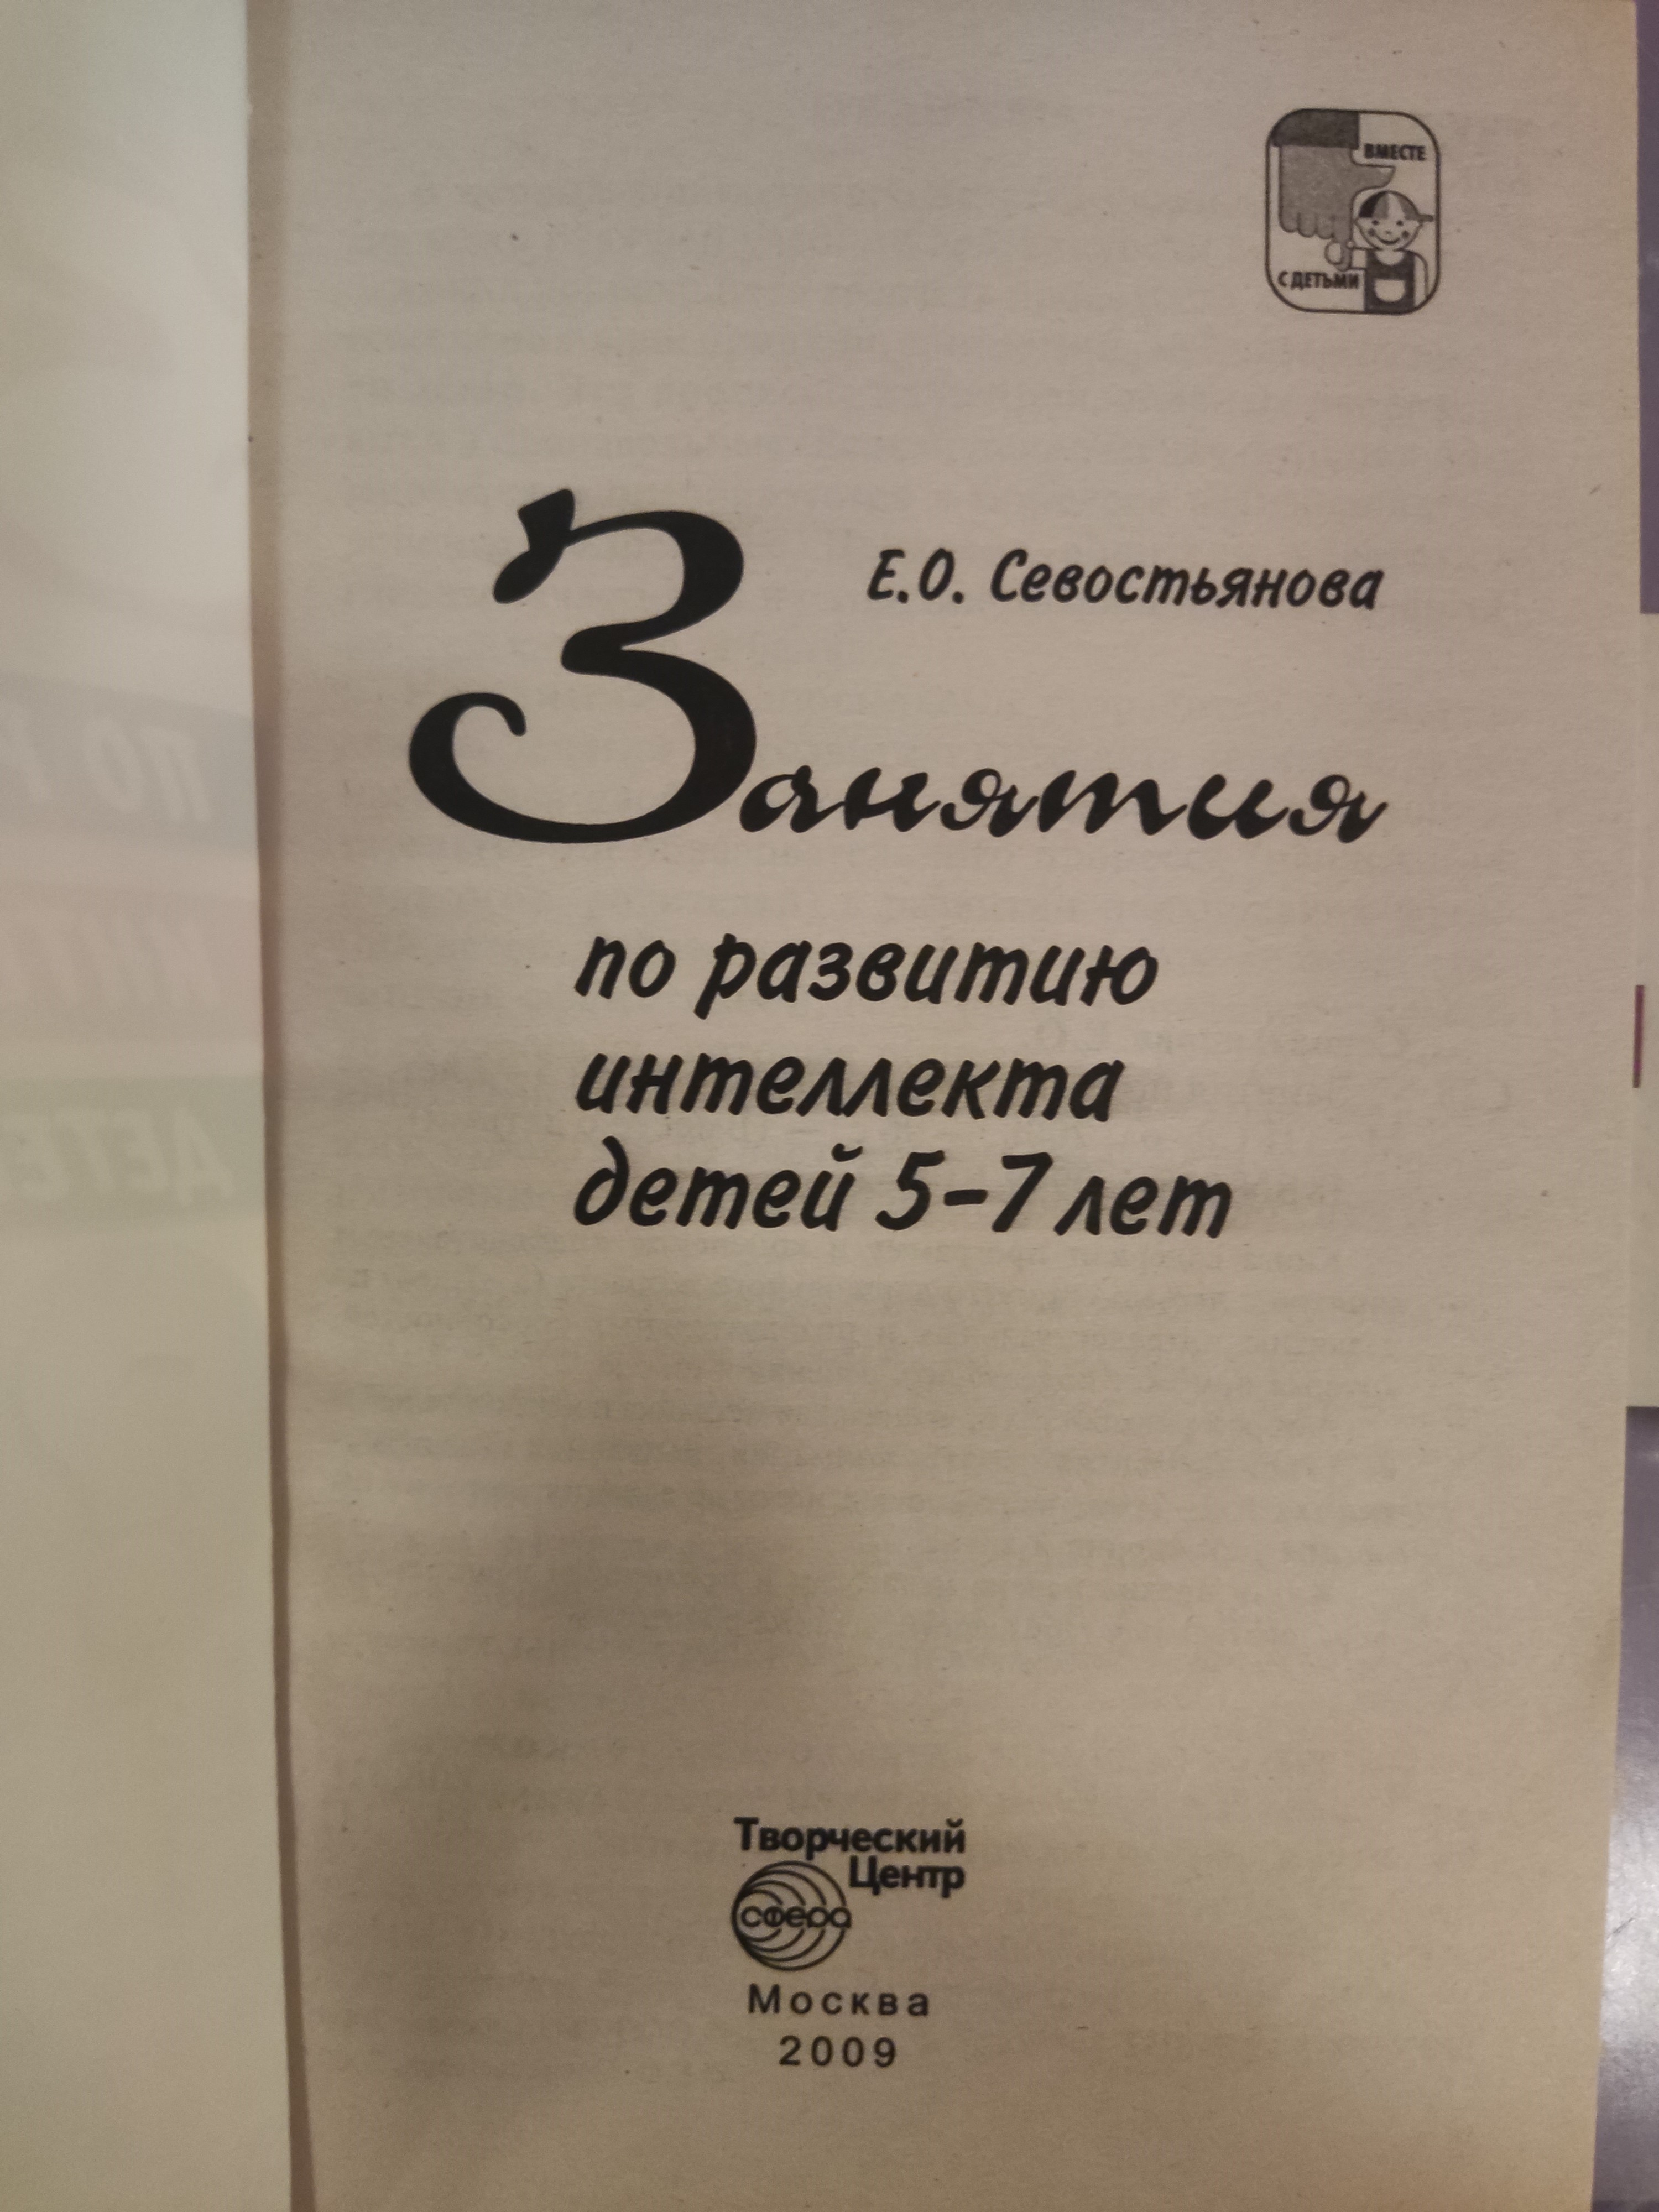 ВМЕСТЕ
С ДЕТЬМИ
Е.О. Севостьянова
Занятия
по развитию
интеллекта
детей 5-7 лет
Творческий
Центр
сфера
Москва
2009